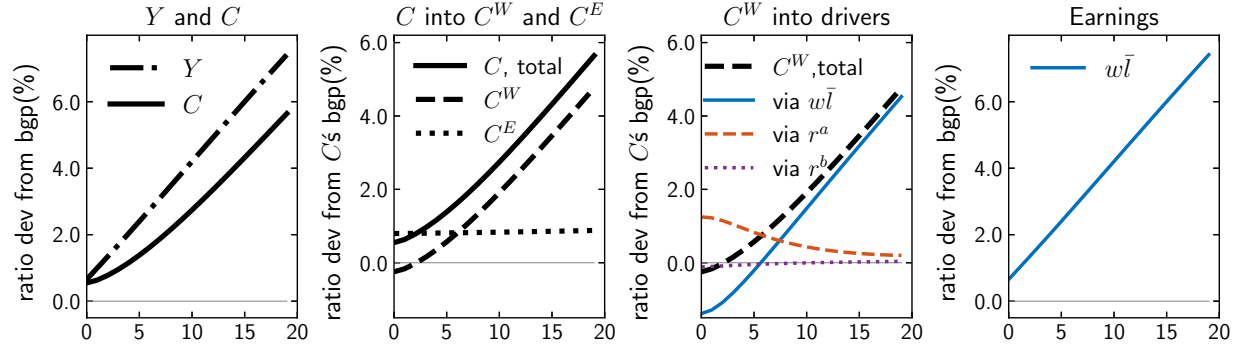 Y and C
ratio dev from bgp(%)
6.0
4.0
2.0
0.0
Y
C
0 5 10 15 20
C into C^W and C^E
ratio dev from C's bgp(%)
6.0
4.0
2.0
0.0
C, total
C^W
C^E
0 5 10 15 20
C^W into drivers
ratio dev from C's bgp(%)
6.0
4.0
2.0
0.0
C^W,total
via wl̄
via r^a
via r^b
0 5 10 15 20
Earnings
ratio dev from bgp(%)
6.0
4.0
2.0
0.0
wl̄
0 5 10 15 20